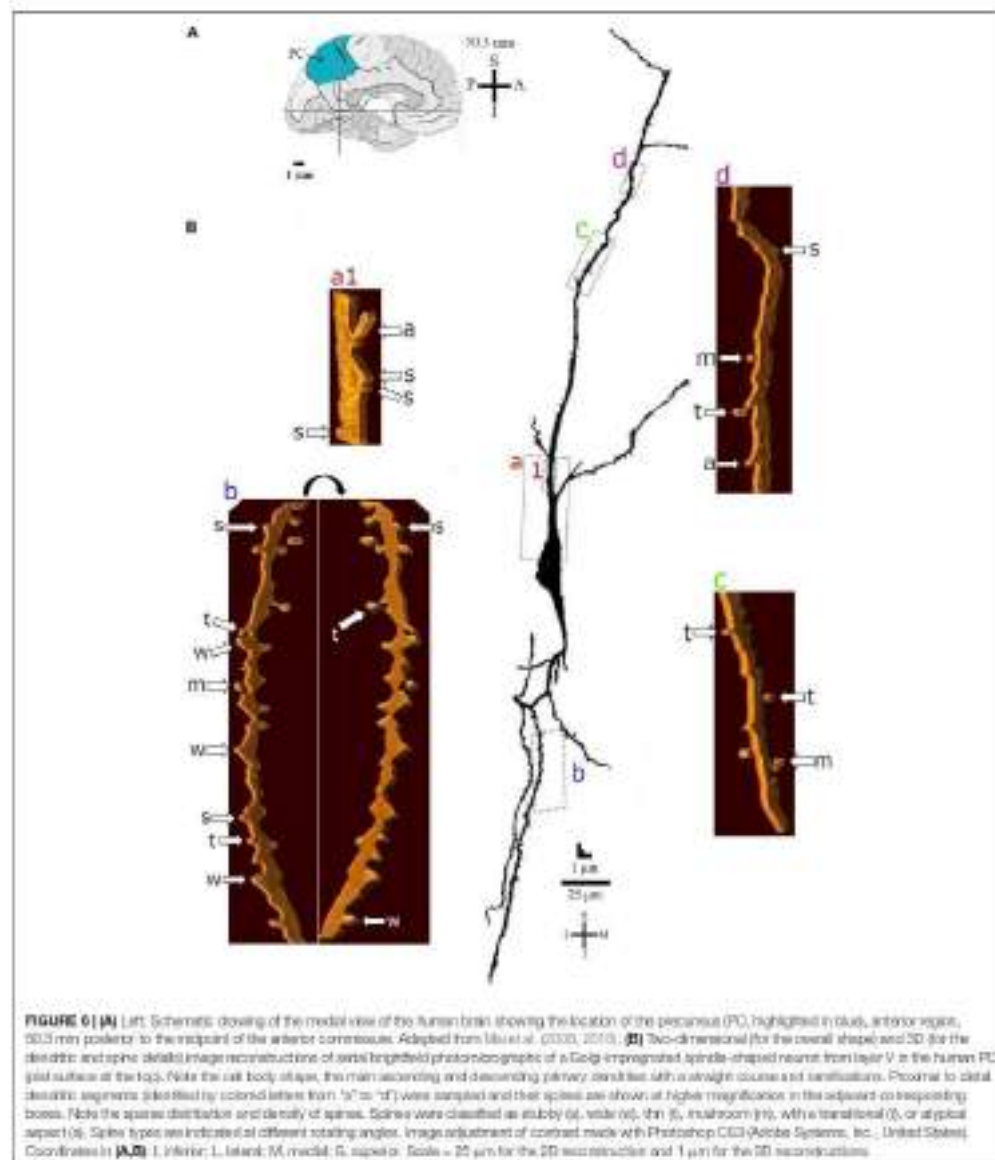 A
PC
50.3 mm
S
P A
I
1 cm
d
d
s
c
B
a1
a
m
s
s
t
s
a
a
1
b
s
s
c
t
t
t
w
t
m
w
m
b
s
t
1 µm
w
25 µm
w
FIGURE 6 | (A) Left: Schematic drawing of the medial view of the human brain showing the location of the precuneus (PC, highlighted in blue), anterior region,
50.3 mm posterior to the midpoint of the anterior commissure. Adapted from Mai et al. (2008, 2016). (B) Two-dimensional (for the overall shape) and 3D (for the
dendritic and spine details) image reconstructions of serial brightfield photomicrographs of a Golgi-impregnated spindle-shaped neuron from layer V in the human PC
(pial surface at the top). Note the cell body shape, the main ascending and descending primary dendrites with a straight course and ramifications. Proximal to distal
dendritic segments (identified by colored letters from "a" to "d") were sampled and their spines are shown at higher magnification in the adjacent corresponding
boxes. Note the sparse distribution and density of spines. Spines were classified as stubby (s), wide (w), thin (t), mushroom (m), with a transitional (t), or atypical
aspect (a). Spine types are indicated at different rotating angles. Image adjustment of contrast made with Photoshop CS3 (Adobe Systems, Inc., United States).
Coordinates in (A,B): I, inferior; L, lateral; M, medial; S, superior. Scale = 25 µm for the 2D reconstruction and 1 µm for the 3D reconstructions.